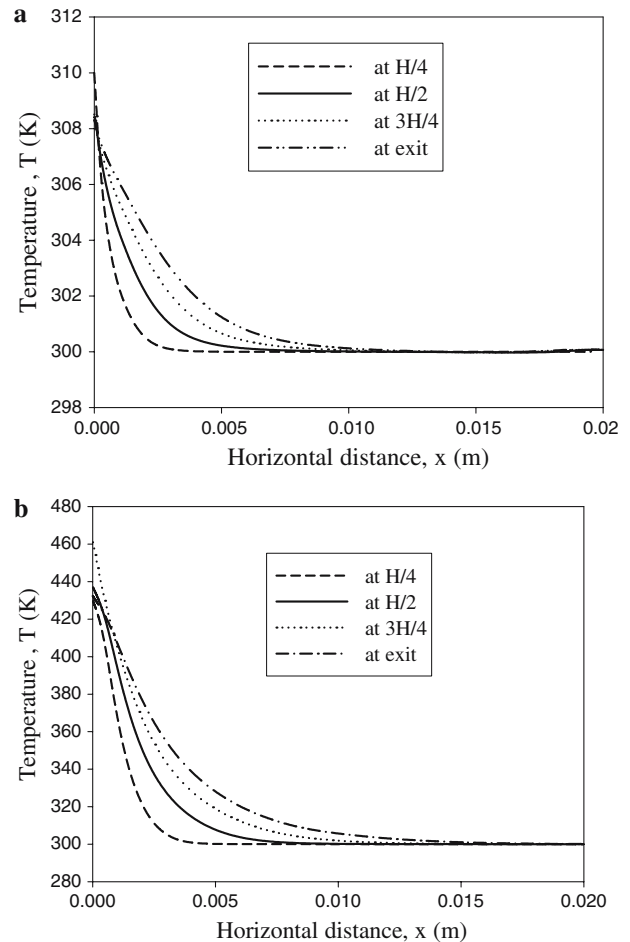 a
312
310
308
306
304
302
300
298
Temperature , T (K)
at H/4
at H/2
at 3H/4
at exit
0.000 0.005 0.010 0.015 0.02
Horizontal distance, x (m)
b
480
460
440
420
400
380
360
340
320
300
280
Temperature , T (K)
at H/4
at H/2
at 3H/4
at exit
0.000 0.005 0.010 0.015 0.020
Horizontal distance, x (m)